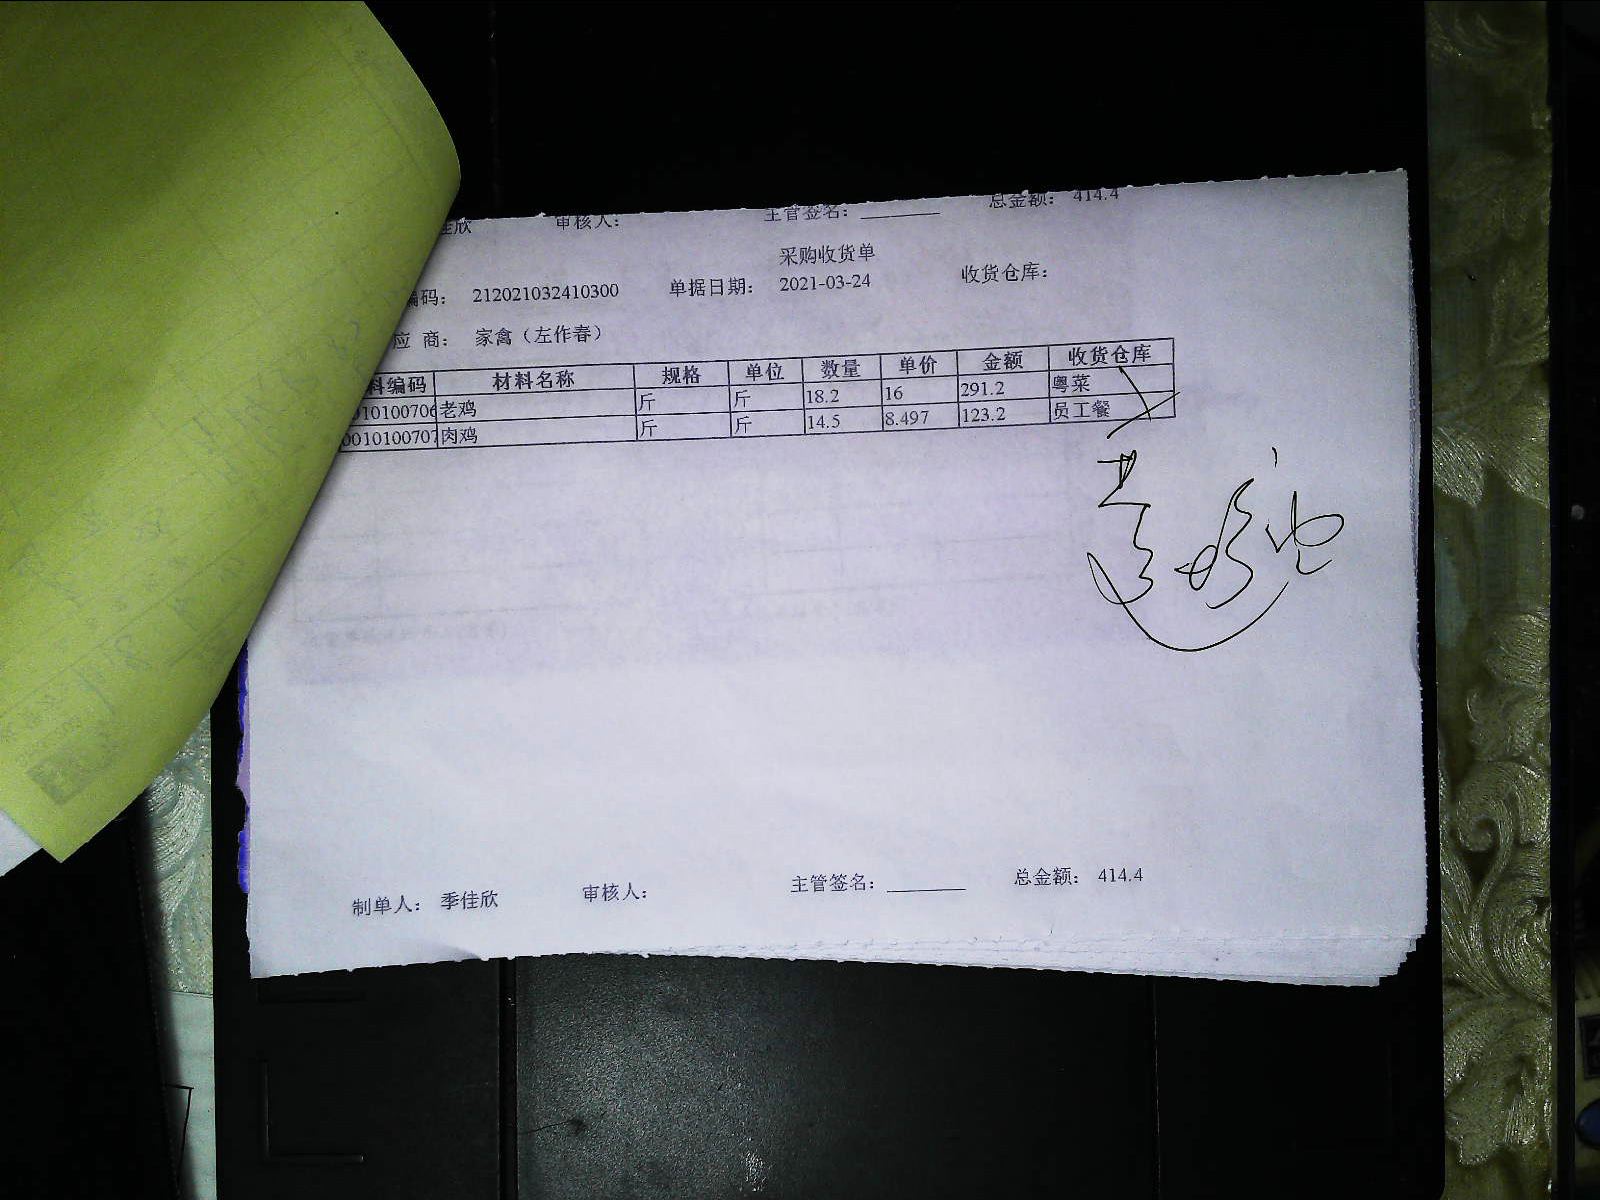 佳欣 审核人： 主管签名：________ 总金额： 414.4
采购收货单
编码： 212021032410300 单据日期： 2021-03-24 收货仓库：
应 商： 家禽（左作春）
料编码 材料名称 规格 单位 数量 单价 金额 收货仓库
010100706 老鸡 斤 斤 18.2 16 291.2 粤菜
0010100707 肉鸡 斤 斤 14.5 8.497 123.2 员工餐
制单人： 季佳欣 审核人： 主管签名：________ 总金额： 414.4